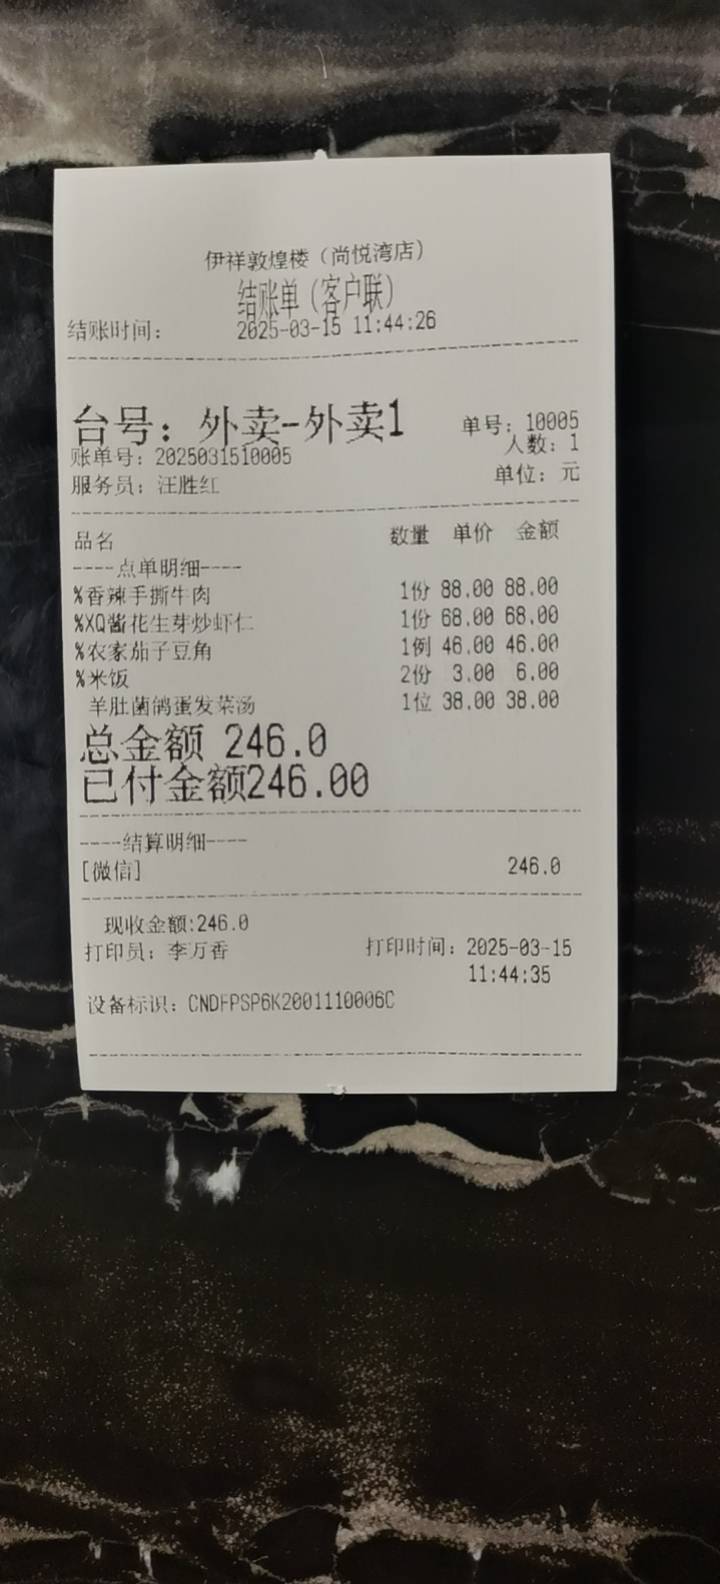 伊祥敦煌楼（尚悦湾店）
结账单（客户联）
结账时间： 2025-03-15 11:44:26
台号：外卖-外卖1 单号：10005
人数：1
账单号：2025031510005
服务员：汪胜红 单位：元
品名 数量 单价 金额
----点单明细----
%香辣手撕牛肉 1份 88.00 88.00
%XQ酱花生芽炒虾仁 1份 68.00 68.00
%农家茄子豆角 1例 46.00 46.00
%米饭 2份 3.00 6.00
羊肚菌鸽蛋发菜汤 1位 38.00 38.00
总金额 246.0
已付金额246.00
----结算明细----
[微信] 246.0
现收金额:246.0
打印员：李万香 打印时间：2025-03-15
11:44:35
设备标识：CNDFPSP6K2001110006C